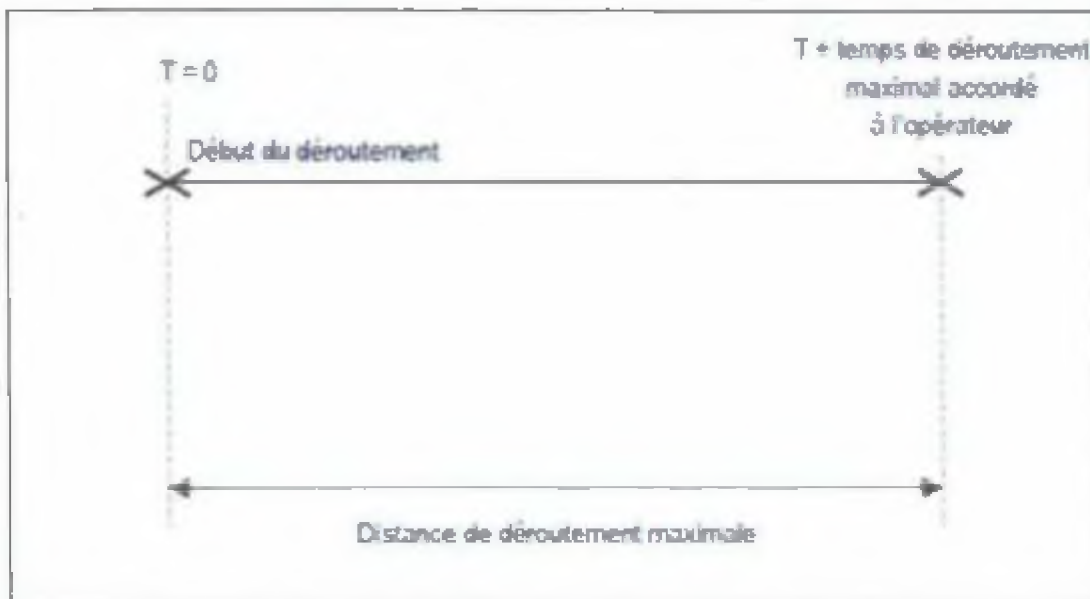 T = 0
T + temps de déroutement
maximal accordé
à l'opérateur
Début du déroutement
Distance de déroutement maximale